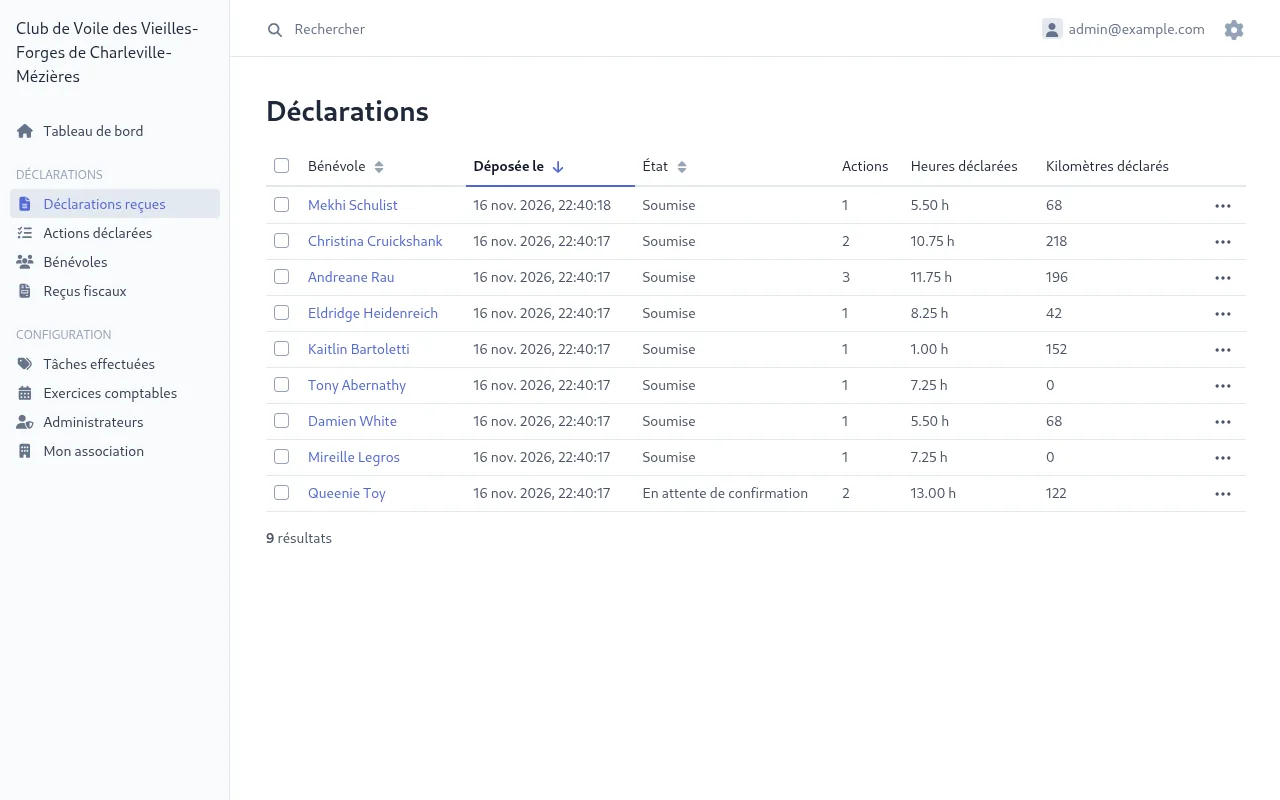 Club de Voile des Vieilles-
Forges de Charleville-
Mézières
Rechercher
admin@example.com
Tableau de bord
DÉCLARATIONS
Déclarations reçues
Actions déclarées
Bénévoles
Reçus fiscaux
CONFIGURATION
Tâches effectuées
Exercices comptables
Administrateurs
Mon association
Déclarations
Bénévole Déposée le État Actions Heures déclarées Kilomètres déclarés
Mekhi Schulist 16 nov. 2026, 22:40:18 Soumise 1 5.50 h 68
Christina Cruickshank 16 nov. 2026, 22:40:17 Soumise 2 10.75 h 218
Andreane Rau 16 nov. 2026, 22:40:17 Soumise 3 11.75 h 196
Eldridge Heidenreich 16 nov. 2026, 22:40:17 Soumise 1 8.25 h 42
Kaitlin Bartoletti 16 nov. 2026, 22:40:17 Soumise 1 1.00 h 152
Tony Abernathy 16 nov. 2026, 22:40:17 Soumise 1 7.25 h 0
Damien White 16 nov. 2026, 22:40:17 Soumise 1 5.50 h 68
Mireille Legros 16 nov. 2026, 22:40:17 Soumise 1 7.25 h 0
Queenie Toy 16 nov. 2026, 22:40:17 En attente de confirmation 2 13.00 h 122
9 résultats